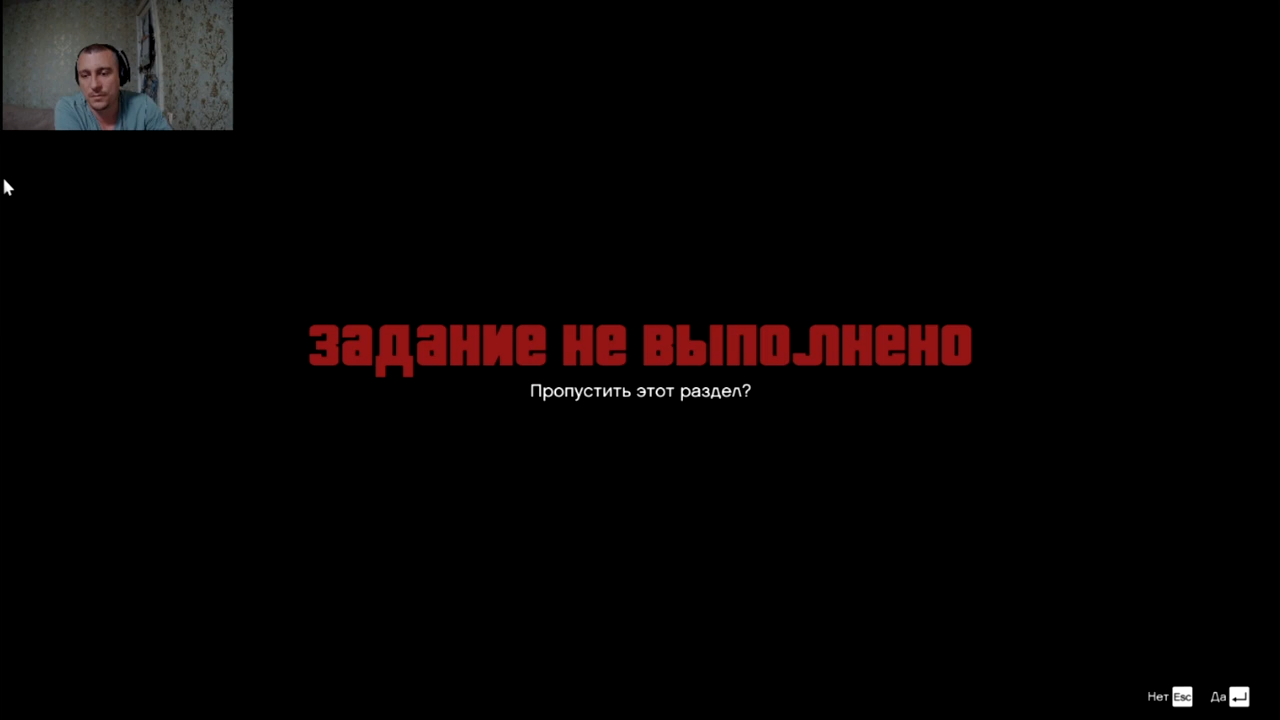 задание не выполнено
Пропустить этот раздел?
Нет Esc Да